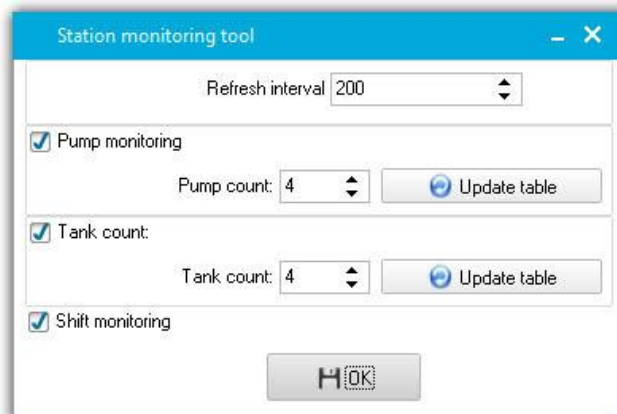 Station monitoring tool
Refresh interval 200
Pump monitoring
Pump count: 4 Update table
Tank count:
Tank count: 4 Update table
Shift monitoring
OK